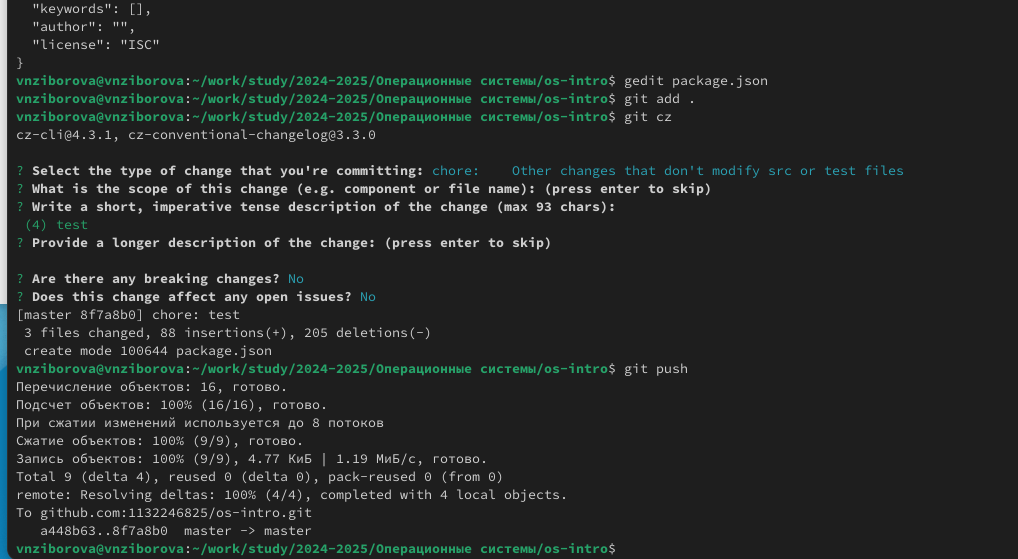 "keywords": [],
"author": "",
"license": "ISC"
}
vnziborova@vnziborova:~/work/study/2024-2025/Операционные системы/os-intro$ gedit package.json
vnziborova@vnziborova:~/work/study/2024-2025/Операционные системы/os-intro$ git add .
vnziborova@vnziborova:~/work/study/2024-2025/Операционные системы/os-intro$ git cz
cz-cli@4.3.1, cz-conventional-changelog@3.3.0
? Select the type of change that you're committing: chore:    Other changes that don't modify src or test files
? What is the scope of this change (e.g. component or file name): (press enter to skip)
? Write a short, imperative tense description of the change (max 93 chars):
(4) test
? Provide a longer description of the change: (press enter to skip)
? Are there any breaking changes? No
? Does this change affect any open issues? No
[master 8f7a8b0] chore: test
3 files changed, 88 insertions(+), 205 deletions(-)
create mode 100644 package.json
vnziborova@vnziborova:~/work/study/2024-2025/Операционные системы/os-intro$ git push
Перечисление объектов: 16, готово.
Подсчет объектов: 100% (16/16), готово.
При сжатии изменений используется до 8 потоков
Сжатие объектов: 100% (9/9), готово.
Запись объектов: 100% (9/9), 4.77 КиБ | 1.19 МиБ/с, готово.
Total 9 (delta 4), reused 0 (delta 0), pack-reused 0 (from 0)
remote: Resolving deltas: 100% (4/4), completed with 4 local objects.
To github.com:1132246825/os-intro.git
a448b63..8f7a8b0  master -> master
vnziborova@vnziborova:~/work/study/2024-2025/Операционные системы/os-intro$